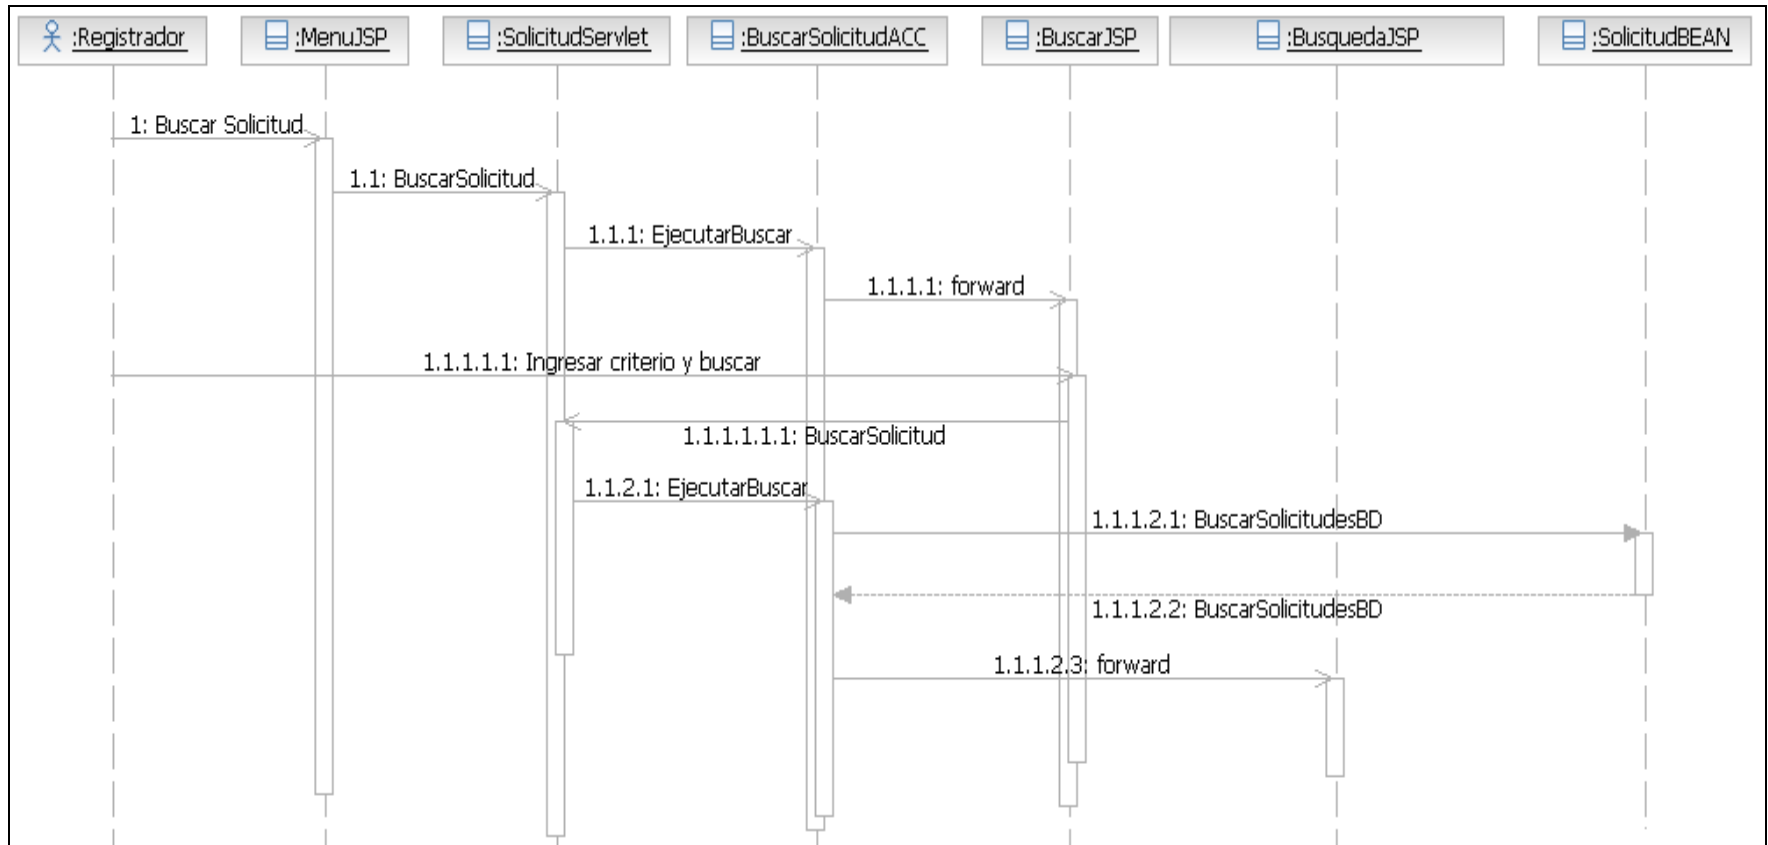 :Registrador
:MenuJSP
:SolicitudServlet
:BuscarSolicitudACC
:BuscarJSP
:BusquedaJSP
:SolicitudBEAN
1: Buscar Solicitud
1.1: BuscarSolicitud
1.1.1: EjecutarBuscar
1.1.1.1: forward
1.1.1.1.1: Ingresar criterio y buscar
1.1.1.1.1.1: BuscarSolicitud
1.1.2.1: EjecutarBuscar
1.1.1.2.1: BuscarSolicitudesBD
1.1.1.2.2: BuscarSolicitudesBD
1.1.1.2.3: forward